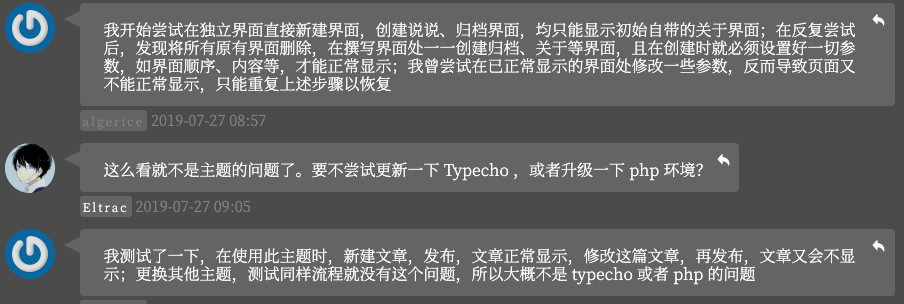 我开始尝试在独立界面直接新建界面，创建说说、归档界面，均只能显示初始自带的关于界面；在反复尝试
后，发现将所有原有界面删除，在撰写界面处一一创建归档、关于等界面，且在创建时就必须设置好一切参
数，如界面顺序、内容等，才能正常显示；我曾尝试在已正常显示的界面处修改一些参数，反而导致页面又
不能正常显示，只能重复上述步骤以恢复
algerice 2019-07-27 08:57
这么看就不是主题的问题了。要不尝试更新一下 Typecho ，或者升级一下 php 环境？
Eltrac 2019-07-27 09:05
我测试了一下，在使用此主题时，新建文章，发布，文章正常显示，修改这篇文章，再发布，文章又会不显
示；更换其他主题，测试同样流程就没有这个问题，所以大概不是 typecho 或者 php 的问题